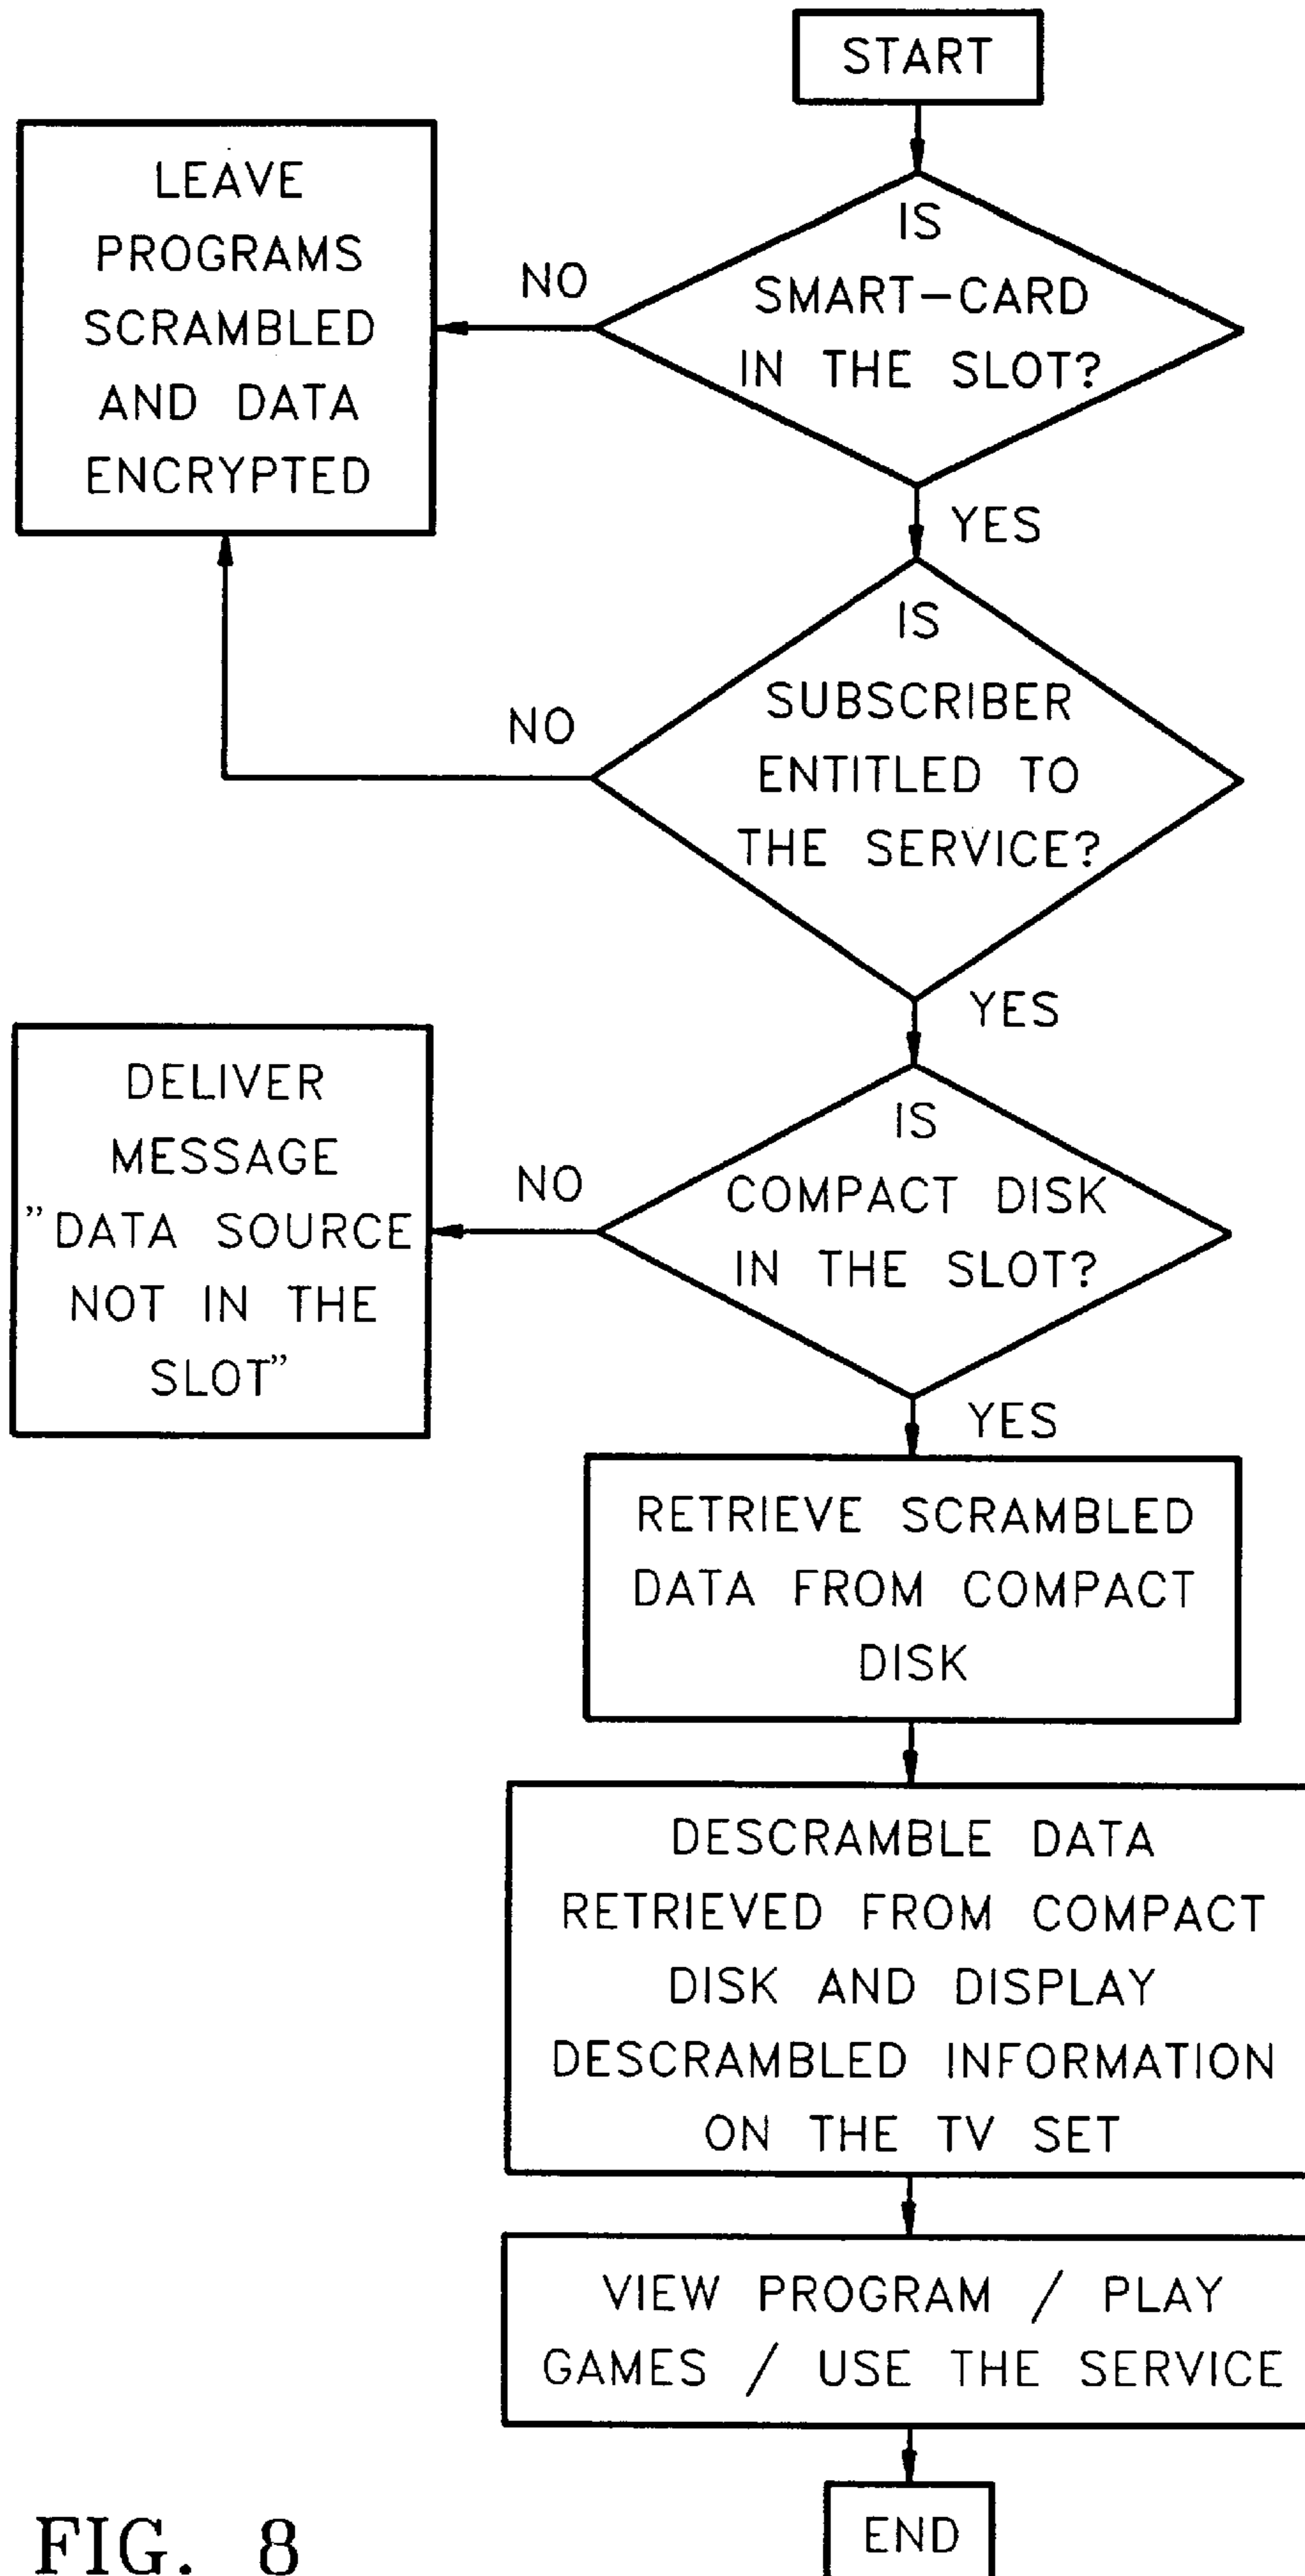 START
IS
SMART-CARD
IN THE SLOT?
NO
LEAVE
PROGRAMS
SCRAMBLED
AND DATA
ENCRYPTED
YES
IS
SUBSCRIBER
ENTITLED TO
THE SERVICE?
NO
YES
IS
COMPACT DISK
IN THE SLOT?
NO
DELIVER
MESSAGE
"DATA SOURCE
NOT IN THE
SLOT"
YES
RETRIEVE SCRAMBLED
DATA FROM COMPACT
DISK
DESCRAMBLE DATA
RETRIEVED FROM COMPACT
DISK AND DISPLAY
DESCRAMBLED INFORMATION
ON THE TV SET
VIEW PROGRAM / PLAY
GAMES / USE THE SERVICE
END
FIG. 8